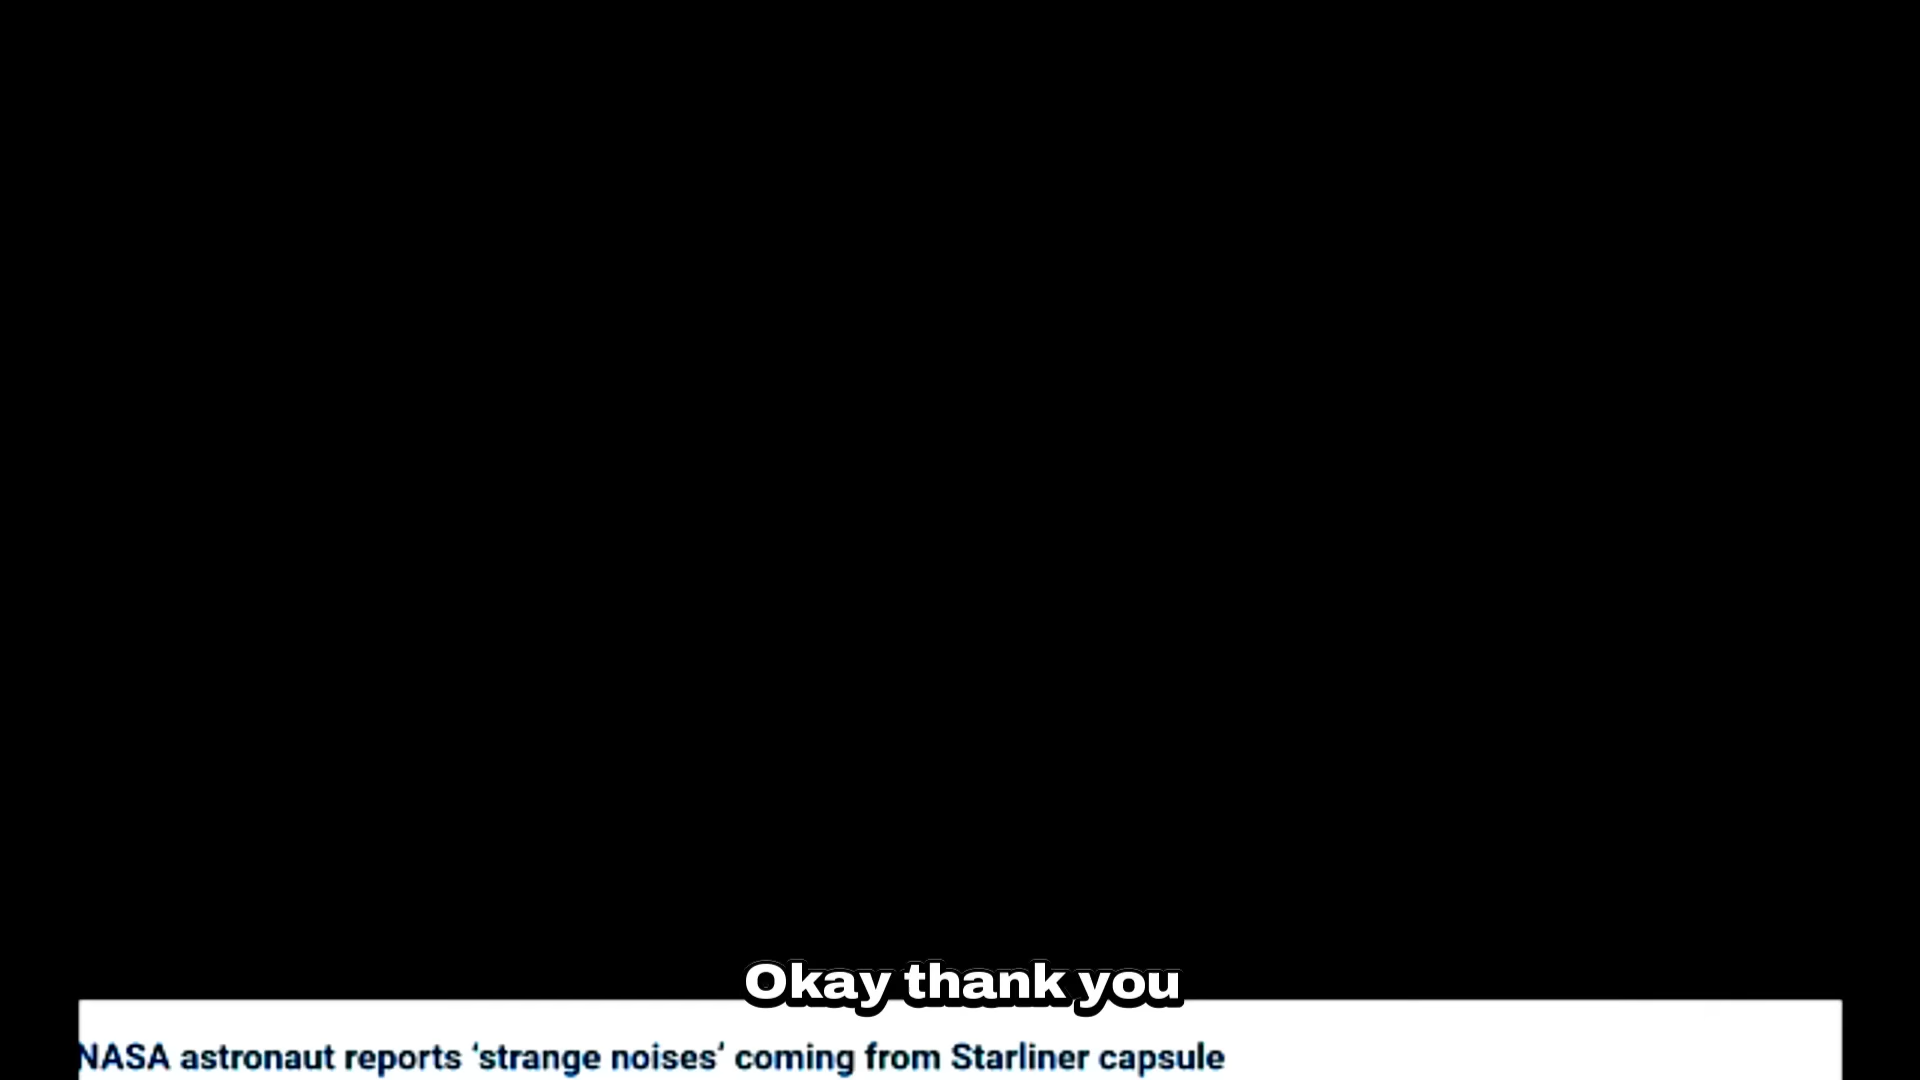 Okay thank you
NASA astronaut reports ‘strange noises’ coming from Starliner capsule